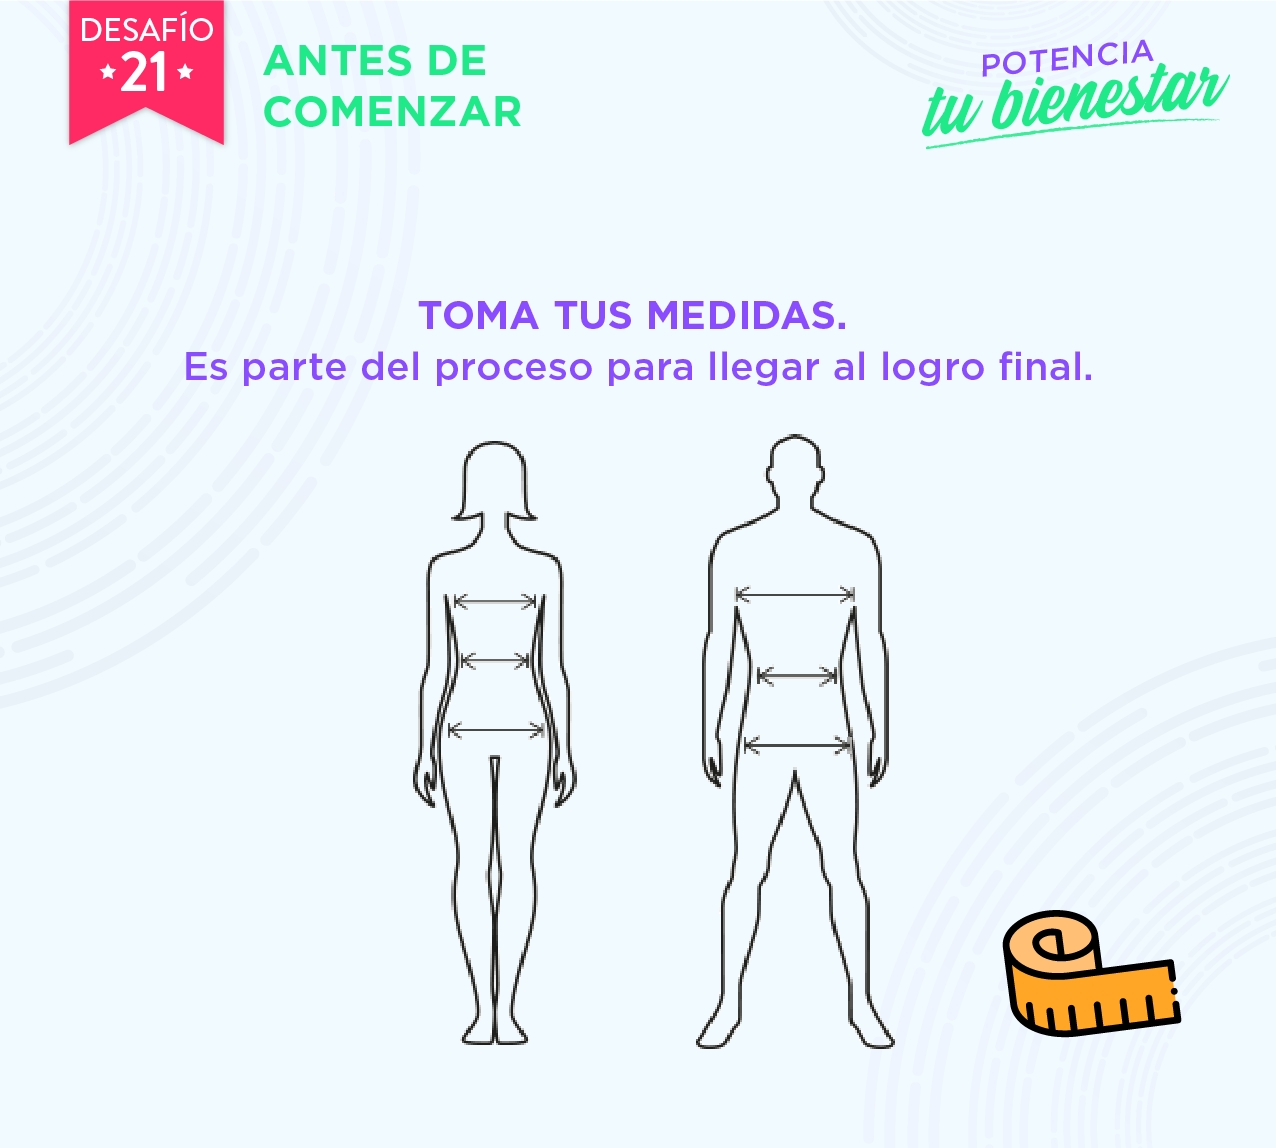 DESAFÍO
21
ANTES DE
COMENZAR
POTENCIA
tu bienestar
TOMA TUS MEDIDAS.
Es parte del proceso para llegar al logro final.